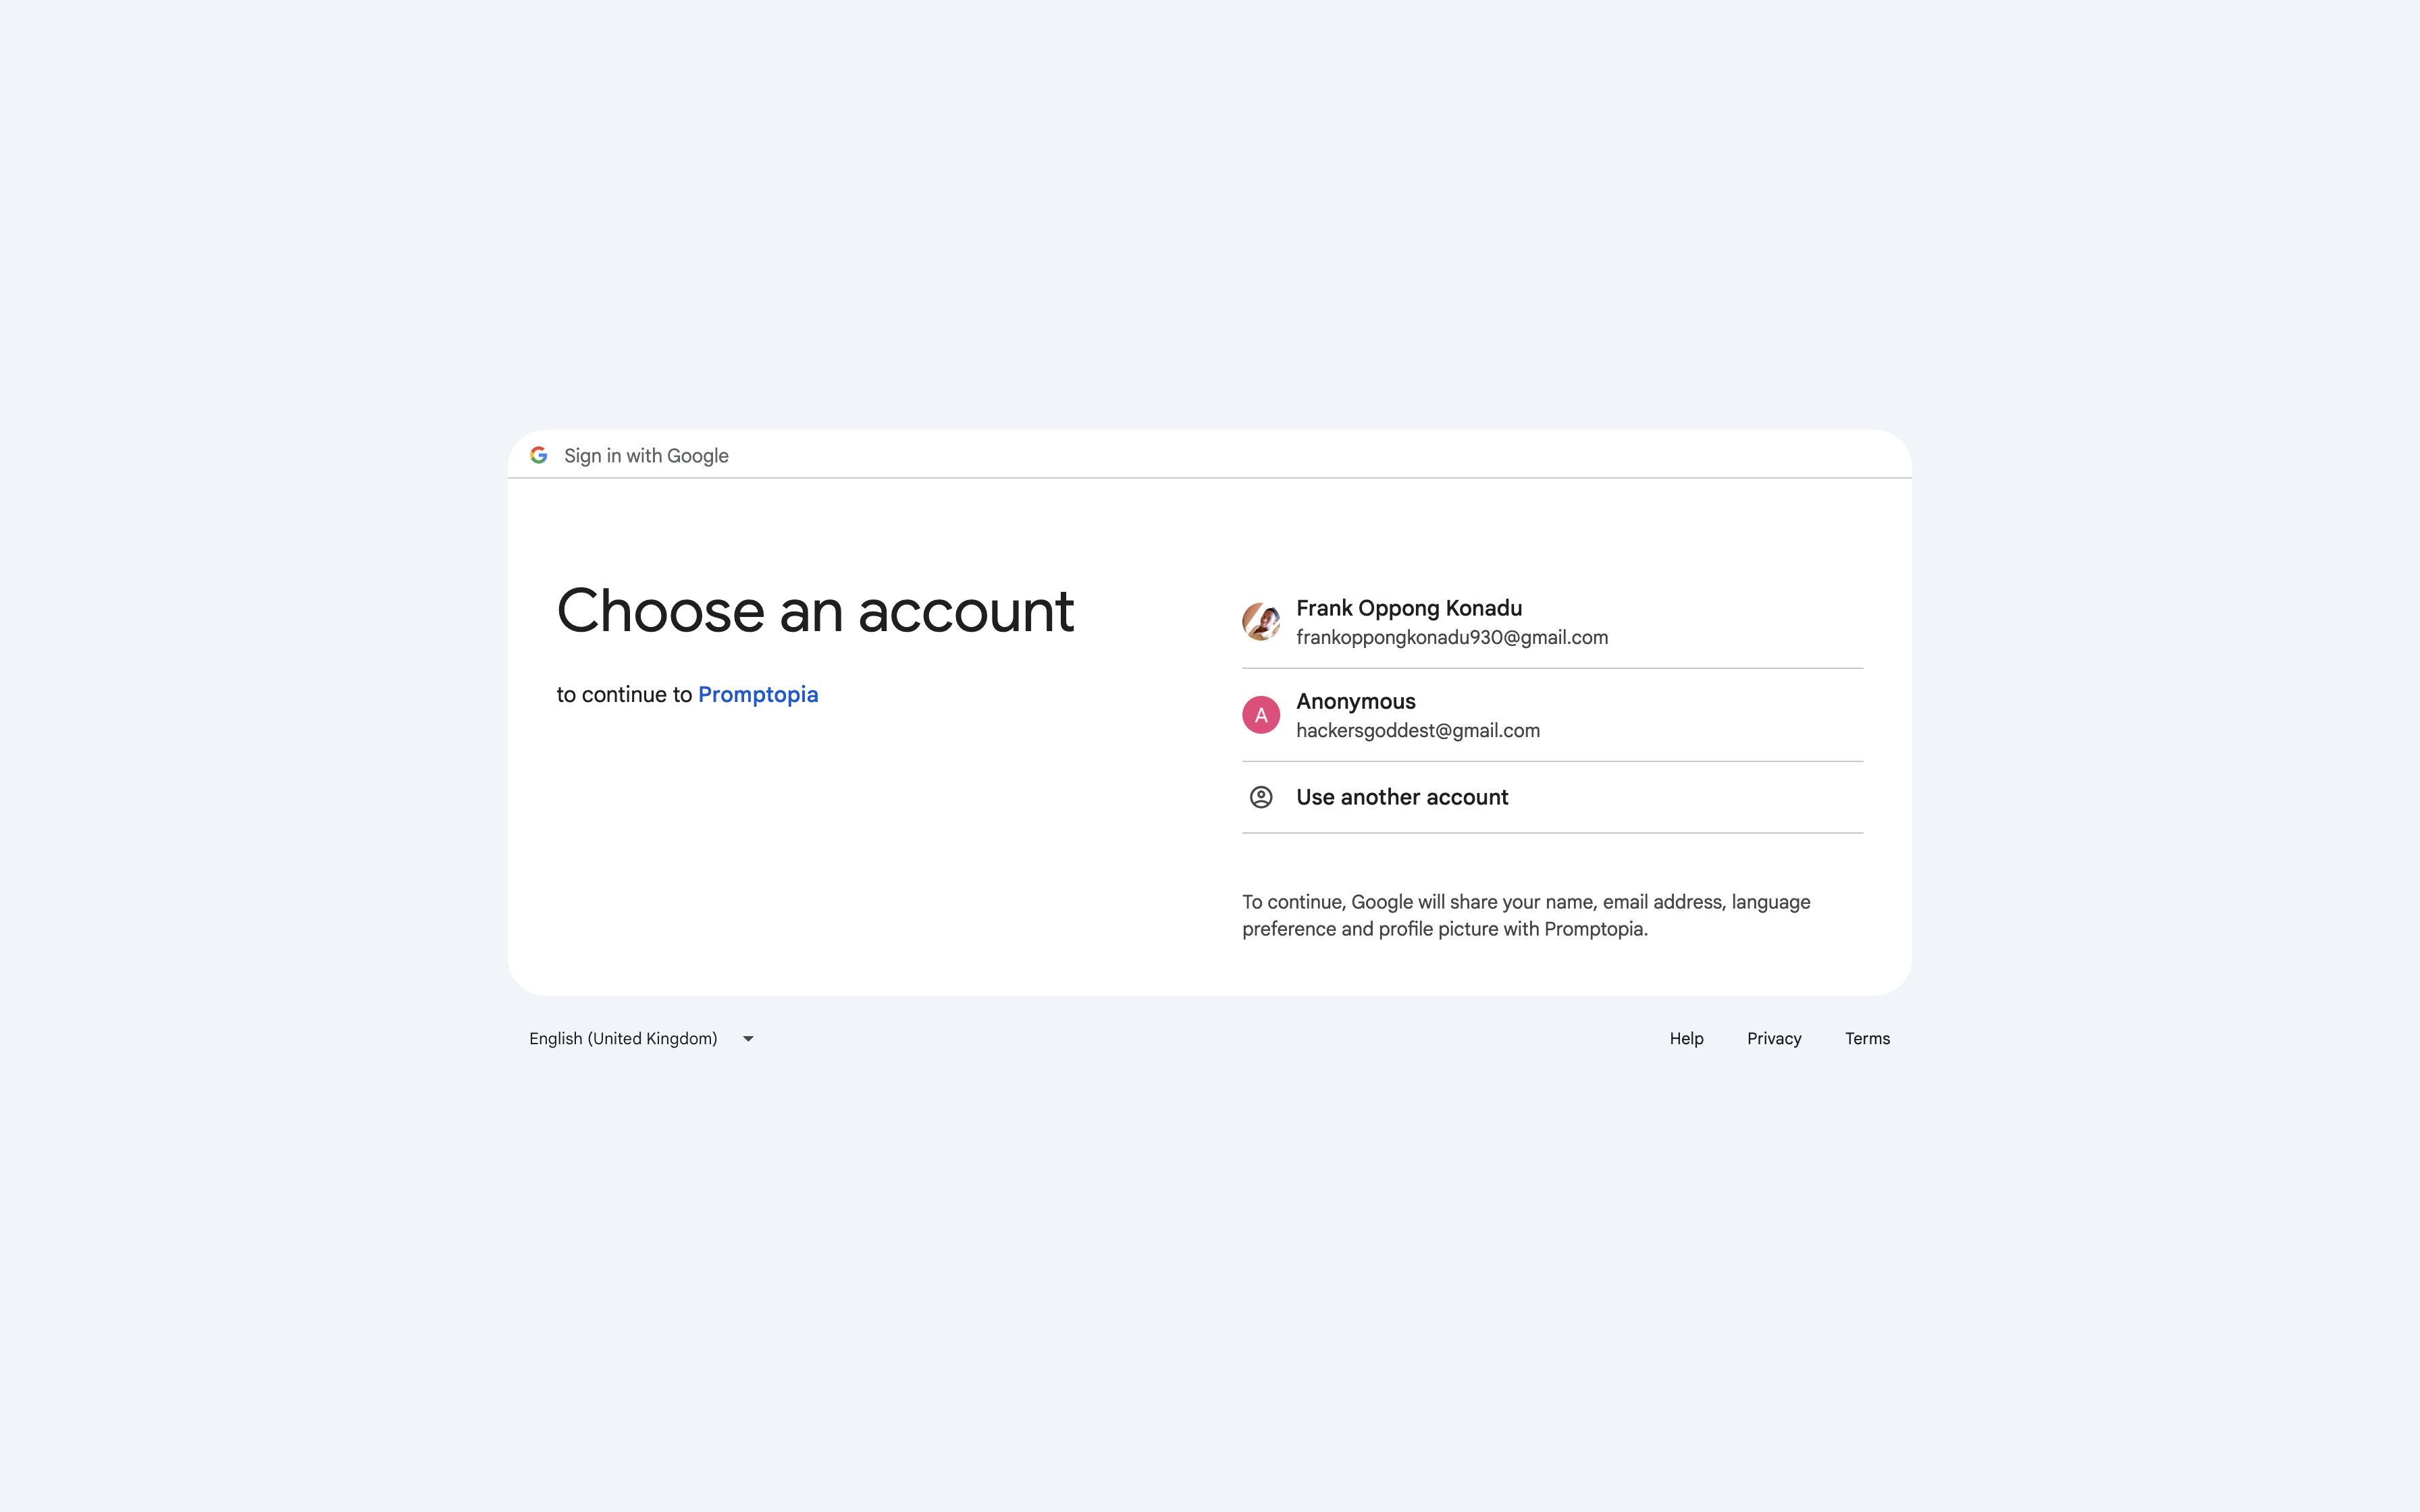 Sign in with Google
Choose an account
to continue to Promptopia
Frank Oppong Konadu
frankoppongkonadu930@gmail.com
A
Anonymous
hackersgoddest@gmail.com
Use another account
To continue, Google will share your name, email address, language
preference and profile picture with Promptopia.
English (United Kingdom)
Help
Privacy
Terms